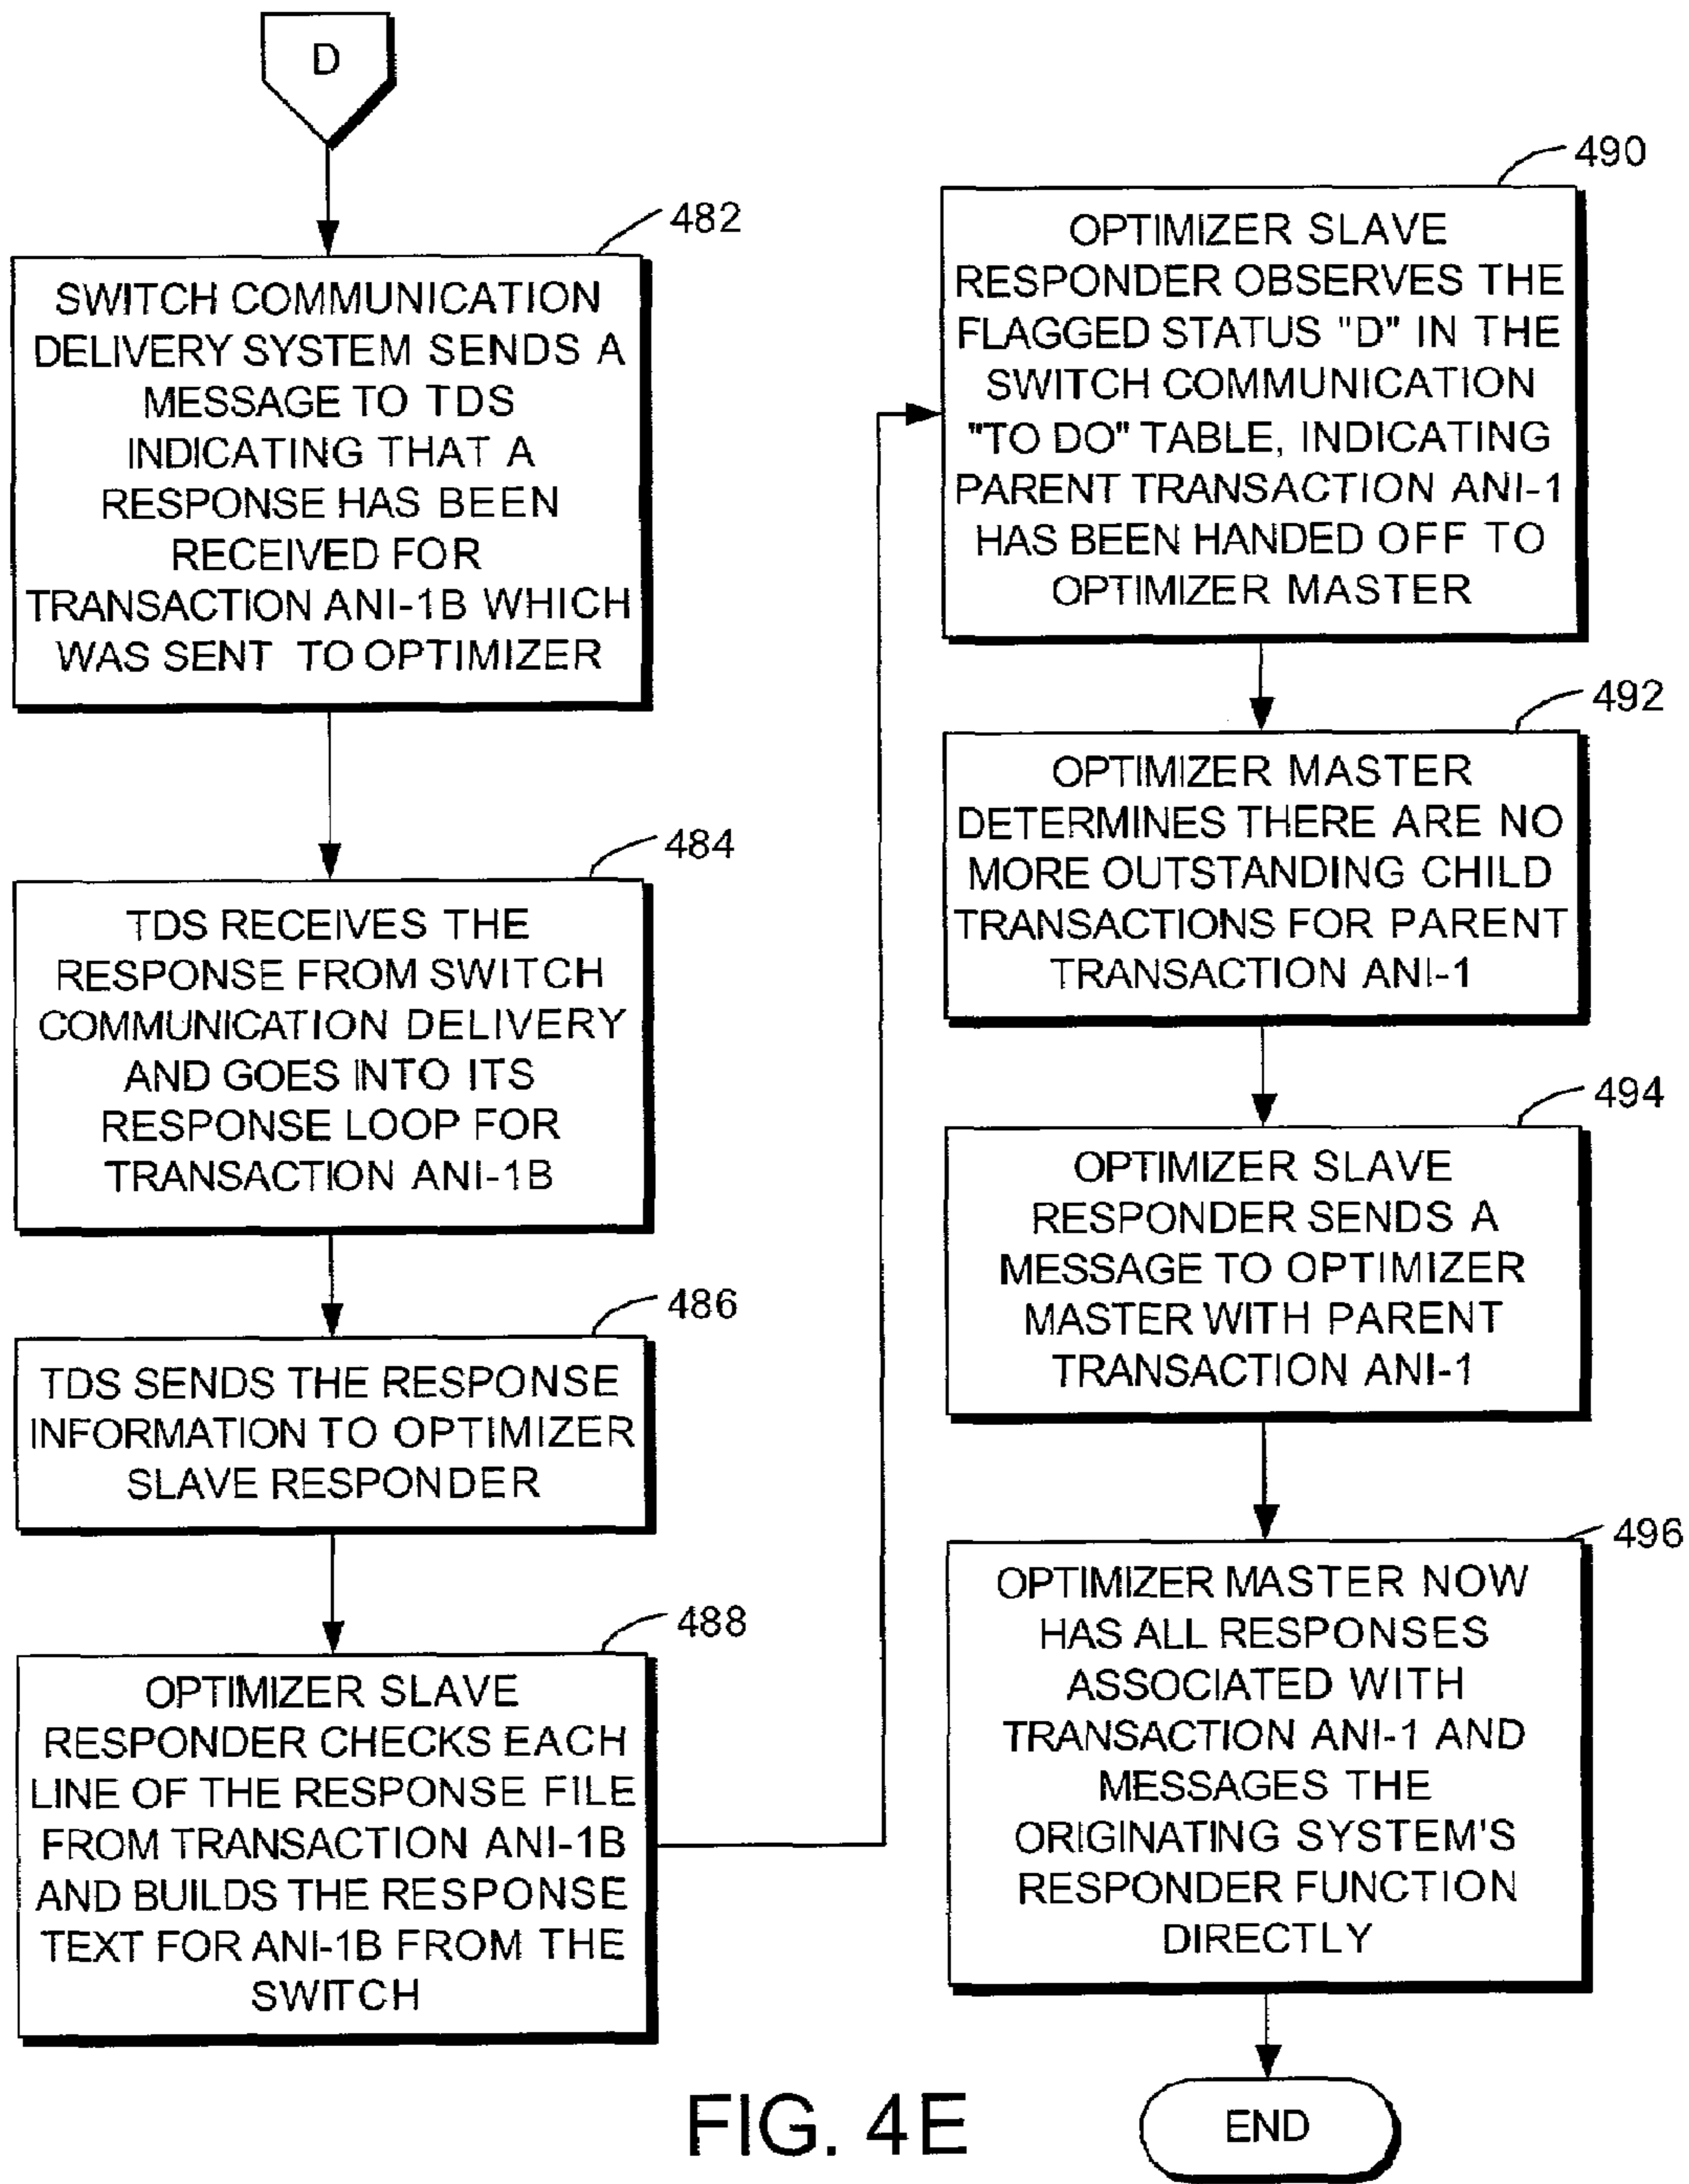 D
482
SWITCH COMMUNICATION
DELIVERY SYSTEM SENDS A
MESSAGE TO TDS
INDICATING THAT A
RESPONSE HAS BEEN
RECEIVED FOR
TRANSACTION ANI-1B WHICH
WAS SENT TO OPTIMIZER
484
TDS RECEIVES THE
RESPONSE FROM SWITCH
COMMUNICATION DELIVERY
AND GOES INTO ITS
RESPONSE LOOP FOR
TRANSACTION ANI-1B
486
TDS SENDS THE RESPONSE
INFORMATION TO OPTIMIZER
SLAVE RESPONDER
488
OPTIMIZER SLAVE
RESPONDER CHECKS EACH
LINE OF THE RESPONSE FILE
FROM TRANSACTION ANI-1B
AND BUILDS THE RESPONSE
TEXT FOR ANI-1B FROM THE
SWITCH
490
OPTIMIZER SLAVE
RESPONDER OBSERVES THE
FLAGGED STATUS "D" IN THE
SWITCH COMMUNICATION
"TO DO" TABLE, INDICATING
PARENT TRANSACTION ANI-1
HAS BEEN HANDED OFF TO
OPTIMIZER MASTER
492
OPTIMIZER MASTER
DETERMINES THERE ARE NO
MORE OUTSTANDING CHILD
TRANSACTIONS FOR PARENT
TRANSACTION ANI-1
494
OPTIMIZER SLAVE
RESPONDER SENDS A
MESSAGE TO OPTIMIZER
MASTER WITH PARENT
TRANSACTION ANI-1
496
OPTIMIZER MASTER NOW
HAS ALL RESPONSES
ASSOCIATED WITH
TRANSACTION ANI-1 AND
MESSAGES THE
ORIGINATING SYSTEM'S
RESPONDER FUNCTION
DIRECTLY
END
FIG. 4E